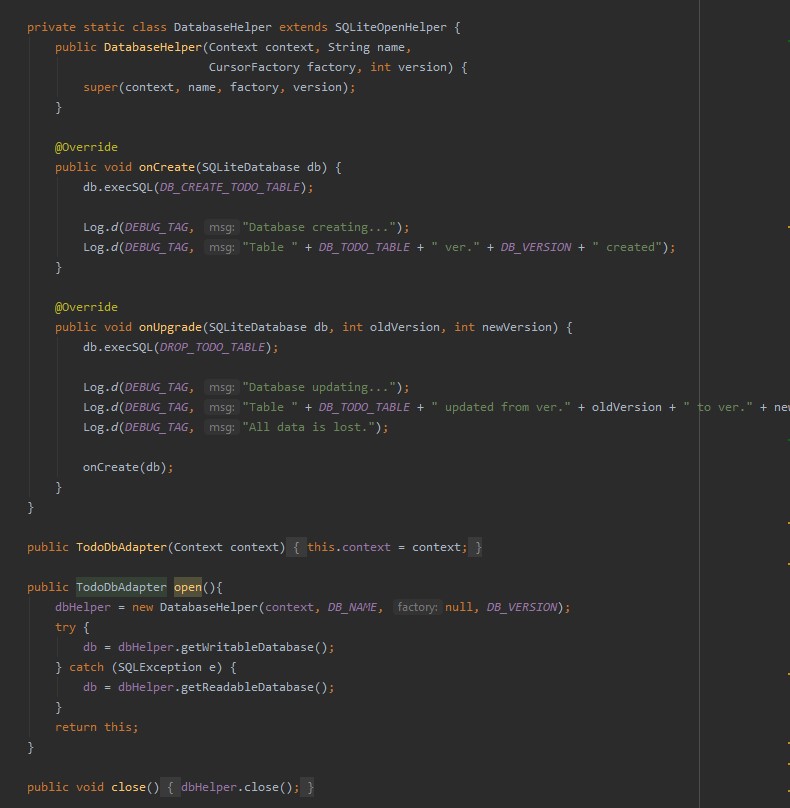 private static class DatabaseHelper extends SQLiteOpenHelper {
public DatabaseHelper(Context context, String name,
CursorFactory factory, int version) {
super(context, name, factory, version);
}
@Override
public void onCreate(SQLiteDatabase db) {
db.execSQL(DB_CREATE_TODO_TABLE);
Log.d(DEBUG_TAG, msg: "Database creating...");
Log.d(DEBUG_TAG, msg: "Table " + DB_TODO_TABLE + " ver." + DB_VERSION + " created");
}
@Override
public void onUpgrade(SQLiteDatabase db, int oldVersion, int newVersion) {
db.execSQL(DROP_TODO_TABLE);
Log.d(DEBUG_TAG, msg: "Database updating...");
Log.d(DEBUG_TAG, msg: "Table " + DB_TODO_TABLE + " updated from ver." + oldVersion + " to ver." +
Log.d(DEBUG_TAG, msg: "All data is lost.");
onCreate(db);
}
}
public TodoDbAdapter(Context context) { this.context = context; }
public TodoDbAdapter open(){
dbHelper = new DatabaseHelper(context, DB_NAME, factory: null, DB_VERSION);
try {
db = dbHelper.getWritableDatabase();
} catch (SQLException e) {
db = dbHelper.getReadableDatabase();
}
return this;
}
public void close() { dbHelper.close(); }